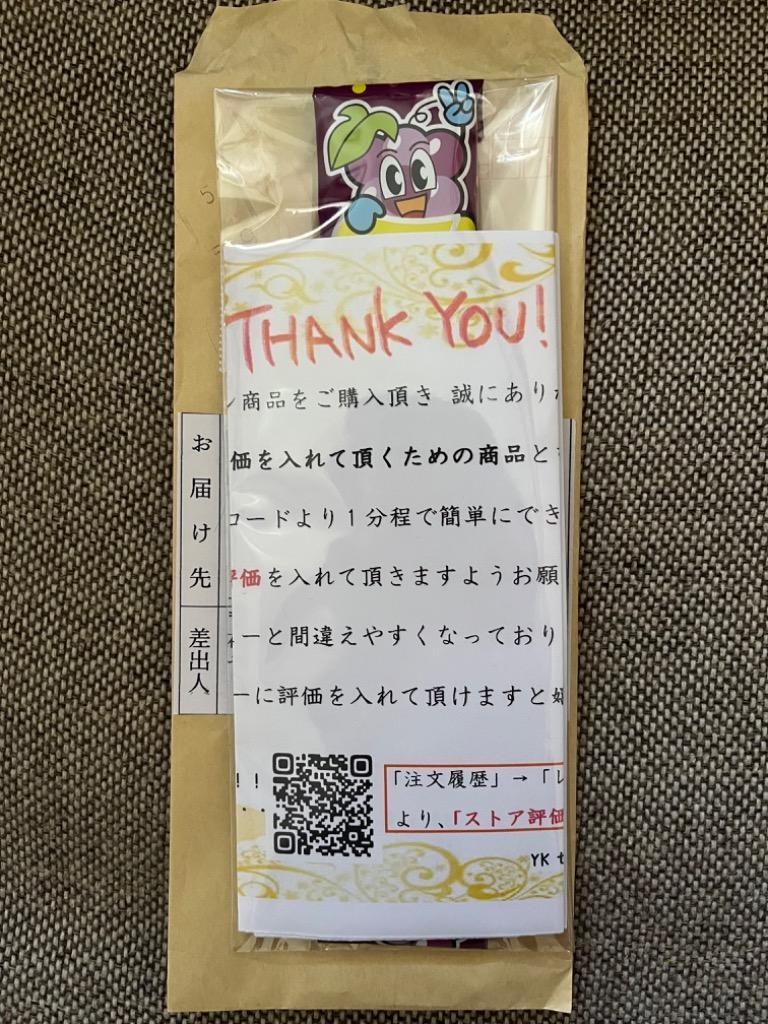 THANK YOU!
商品をご購入頂き 誠にあり
価を入れて頂くための商品と
コードより1分程で簡単にでき
評価を入れて頂きますようお願
ーと間違えやすくなっており
ーに評価を入れて頂けますと嬉
!!
「注文履歴」→「レ
より、「ストア評価
YK t
お届け先
差出人
5